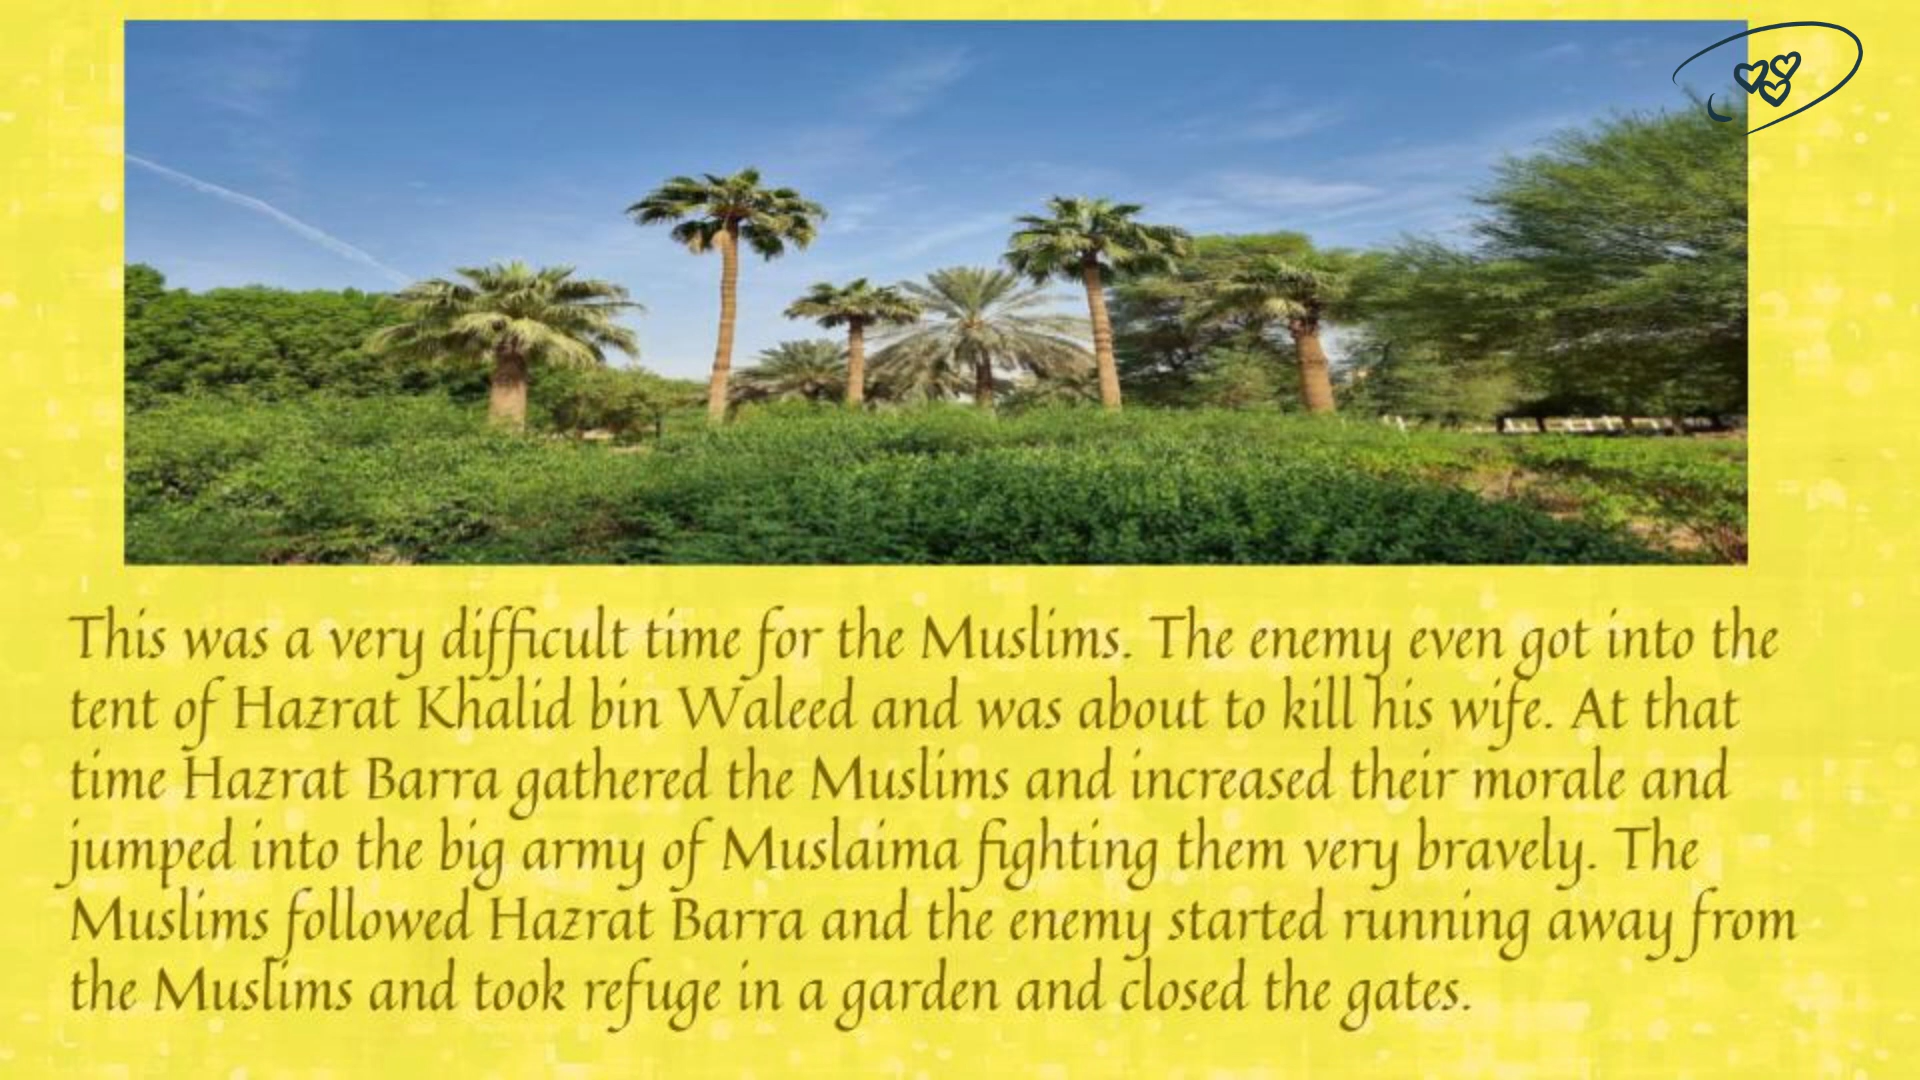 This was a very difficult time for the Muslims. The enemy even got into the
tent of Hazrat Khalid bin Waleed and was about to kill his wife. At that
time Hazrat Barra gathered the Muslims and increased their morale and
jumped into the big army of Muslaima fighting them very bravely. The
Muslims followed Hazrat Barra and the enemy started running away from
the Muslims and took refuge in a garden and closed the gates.